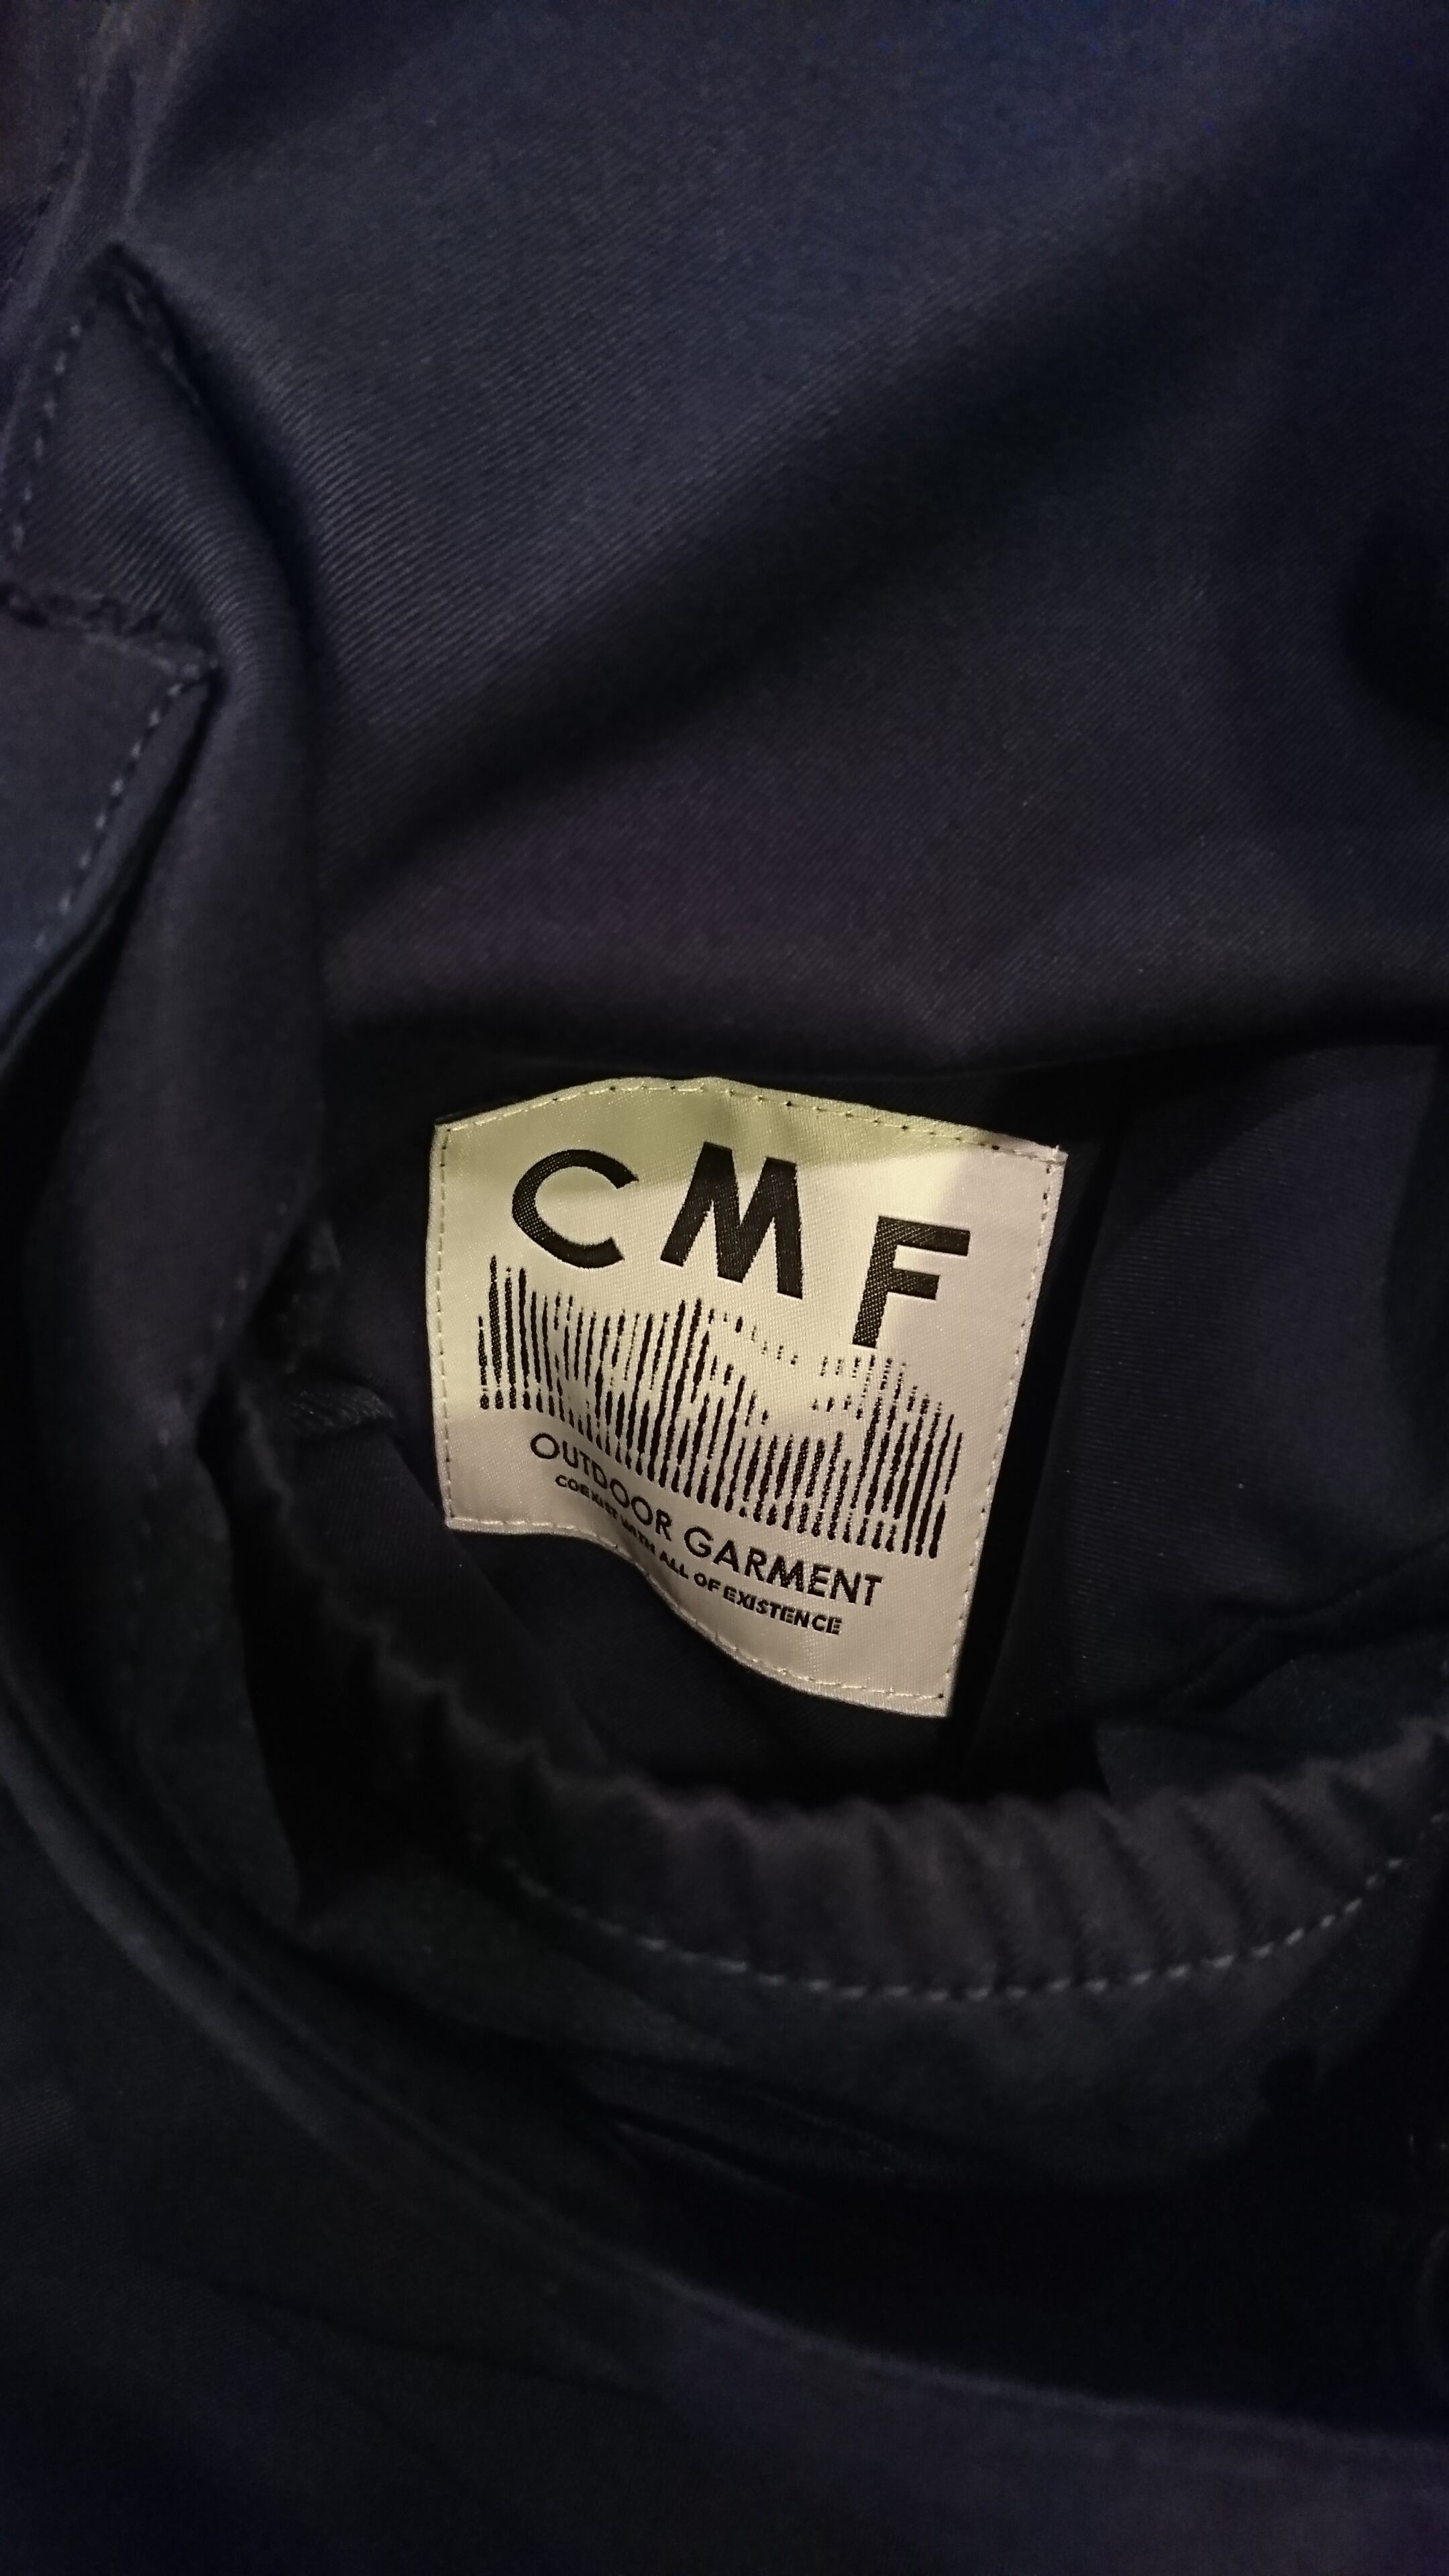 CMF
OUTDOOR GARMENT
COEXIST WITH ALL OF EXISTENCE